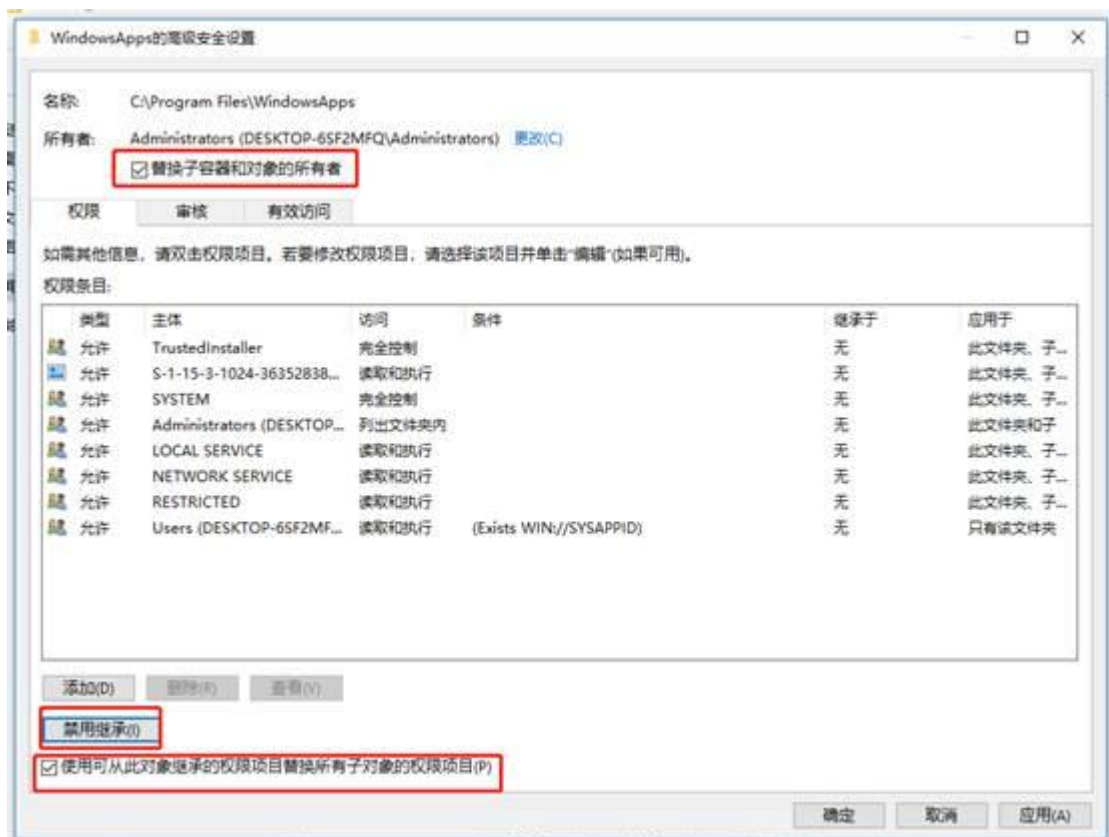 WindowsApps的高级安全设置
名称: C:\Program Files\WindowsApps
所有者: Administrators (DESKTOP-6SF2MFQ\Administrators) 更改(C)
替换子容器和对象的所有者
权限 审核 有效访问
如需其他信息，请双击权限项目。若要修改权限项目，请选择该项目并单击“编辑”(如果可用)。
权限条目:
类型 主体 访问 条件 继承于 应用于
允许 TrustedInstaller 完全控制 无 此文件夹、子...
允许 S-1-15-3-1024-36352838... 读取和执行 无 此文件夹、子...
允许 SYSTEM 完全控制 无 此文件夹、子...
允许 Administrators (DESKTOP... 列出文件夹内 无 此文件夹和子
允许 LOCAL SERVICE 读取和执行 无 此文件夹、子...
允许 NETWORK SERVICE 读取和执行 无 此文件夹、子...
允许 RESTRICTED 读取和执行 无 此文件夹、子...
允许 Users (DESKTOP-6SF2MF... 读取和执行 (Exists WIN://SYSAPPID) 无 只有该文件夹
添加(D) 删除(R) 查看(V)
禁用继承(I)
使用可从此对象继承的权限项目替换所有子对象的权限项目(P)
确定 取消 应用(A)